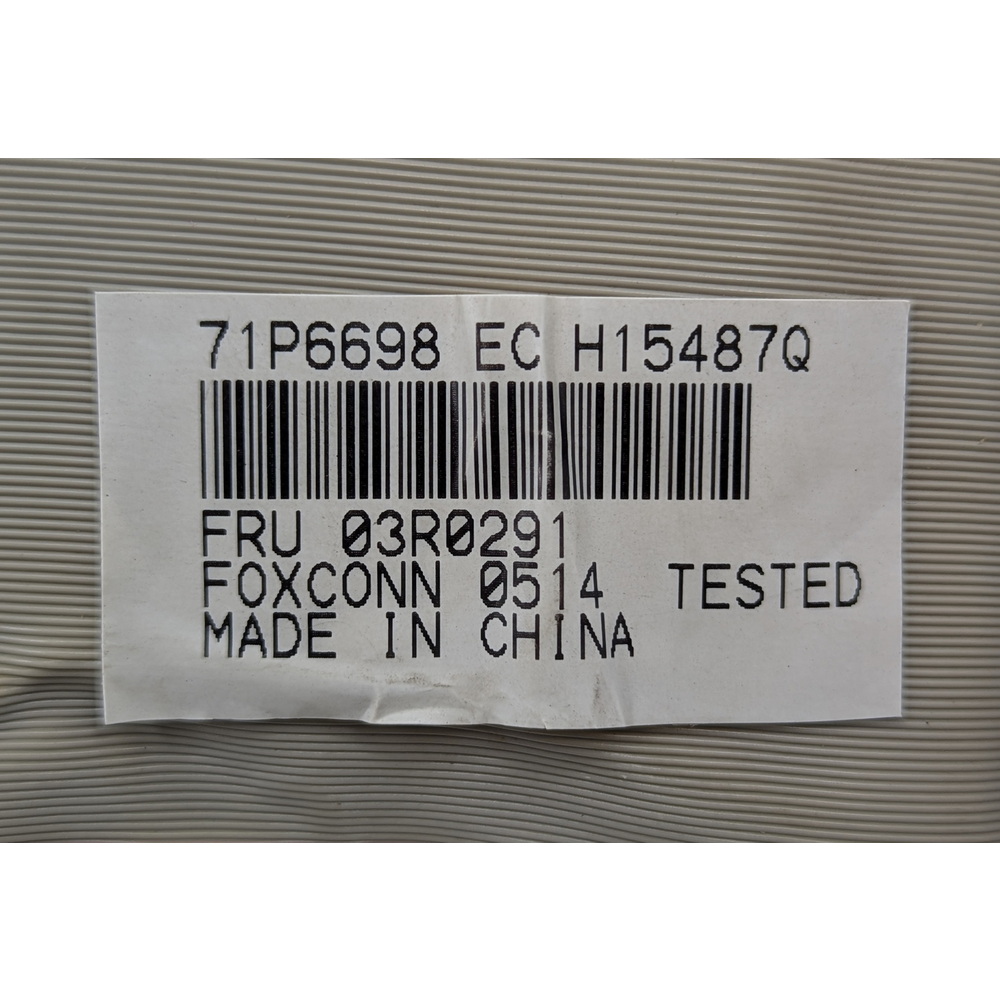 71P6698 EC H15487Q
FRU 03R0291
FOXCONN 0514 TESTED
MADE IN CHINA